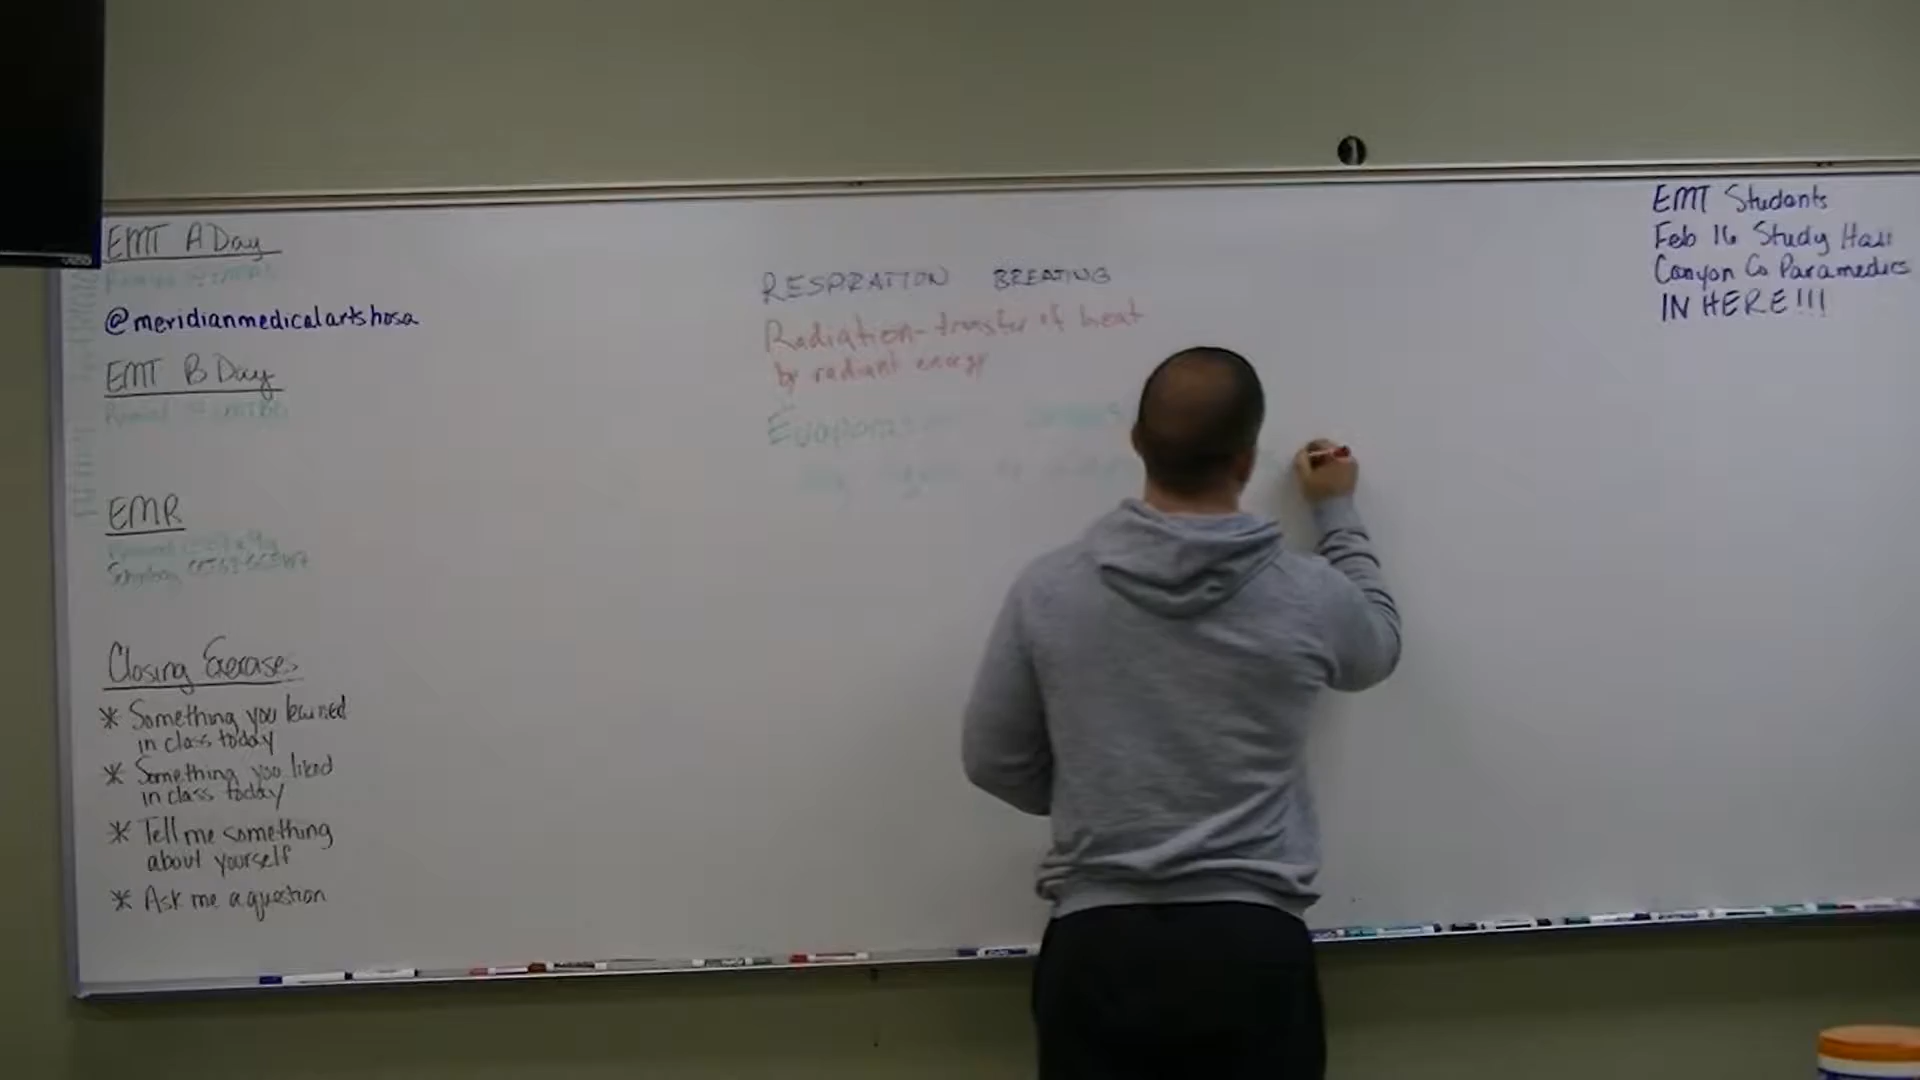 EMT A Day
@meridianmedicalartshosa
EMT B Day
EMR
Closing Exercises
* Something you learned
in class today
* Something you liked
in class today
* Tell me something
about yourself
* Ask me a question
RESPIRATION BREATING
Radiation - transfer of heat
by radiant energy
EMT Students
Feb 16 Study Hall
Canyon Co Paramedics
IN HERE!!!